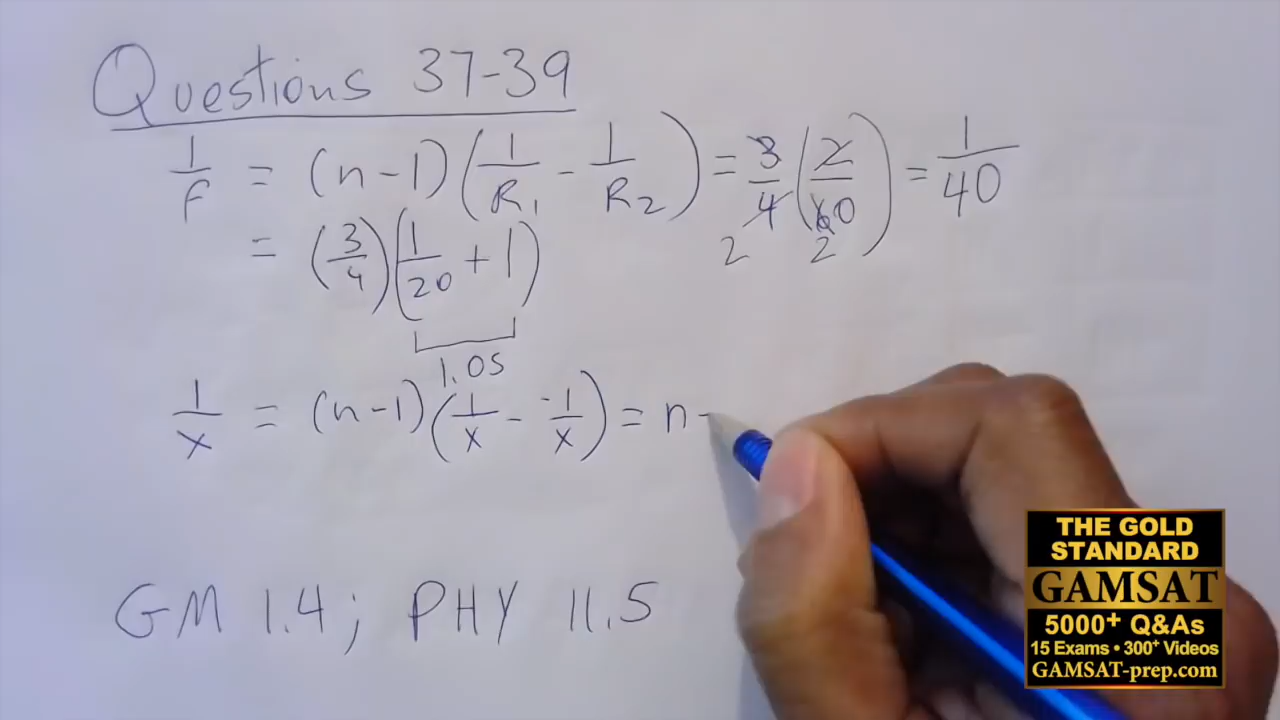 Questions 37-39
1/f = (n-1)(1/R₁ - 1/R₂) = 3/4 (2/60) = 1/40
2 2
= (3/4)(1/20 + 1)
1.05
1/x = (n-1)(1/x - -1/x) = n -
GM 1.4; PHY 11.5
THE GOLD
STANDARD
GAMSAT
5000+ Q&As
15 Exams • 300+ Videos
GAMSAT-prep.com